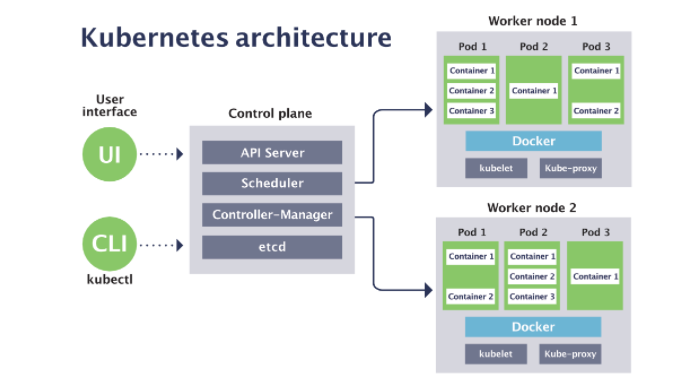 Kubernetes architecture
User
interface
UI
CLI
kubectl
Control plane
API Server
Scheduler
Controller-Manager
etcd
Worker node 1
Pod 1 Pod 2 Pod 3
Container 1
Container 2
Container 3
Container 1
Container 1
Container 2
Docker
kubelet Kube-proxy
Worker node 2
Pod 1 Pod 2 Pod 3
Container 1
Container 2
Container 1
Container 2
Container 3
Container 1
Docker
kubelet Kube-proxy